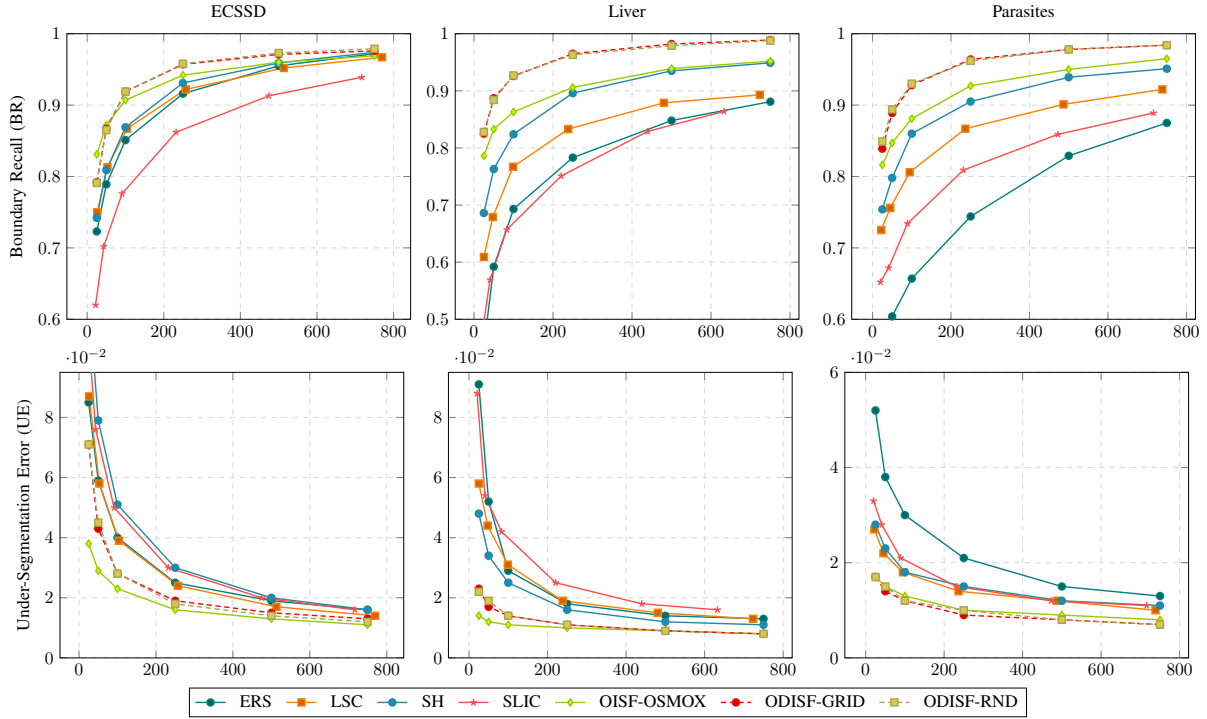 ECSSD
Liver
Parasites
Boundary Recall (BR)
1
0.9
0.8
0.7
0.6
0 200 400 600 800
1
0.9
0.8
0.7
0.6
0.5
0 200 400 600 800
1
0.9
0.8
0.7
0.6
0 200 400 600 800
Under-Segmentation Error (UE)
·10⁻²
8
6
4
2
0
0 200 400 600 800
·10⁻²
8
6
4
2
0
0 200 400 600 800
·10⁻²
6
4
2
0
0 200 400 600 800
ERS LSC SH SLIC OISF-OSMOX ODISF-GRID ODISF-RND